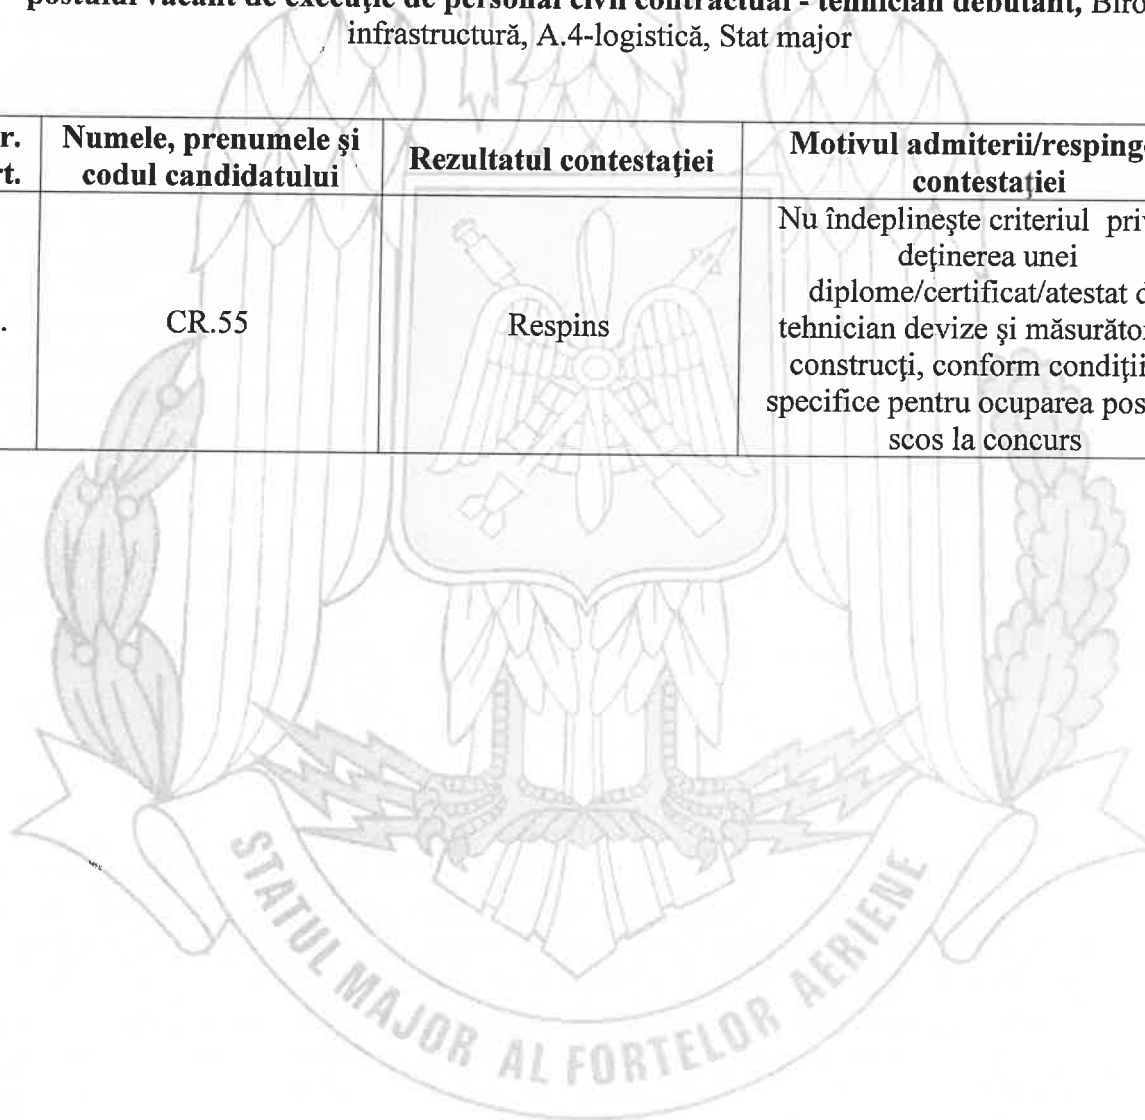 postului vacant de execuţie de personal civil contractual - tehnician debutant, Biro
infrastructură, A.4-logistică, Stat major
r.
rt.
Numele, prenumele şi
codul candidatului
Rezultatul contestaţiei
Motivul admiterii/resping
contestaţiei
.
CR.55
Respins
Nu îndeplineşte criteriul priv
deţinerea unei
diplome/certificat/atestat d
tehnician devize şi măsurăto
construcţi, conform condiţii
specifice pentru ocuparea pos
scos la concurs
STATUL MAJOR AL FORTELOR AERIENE